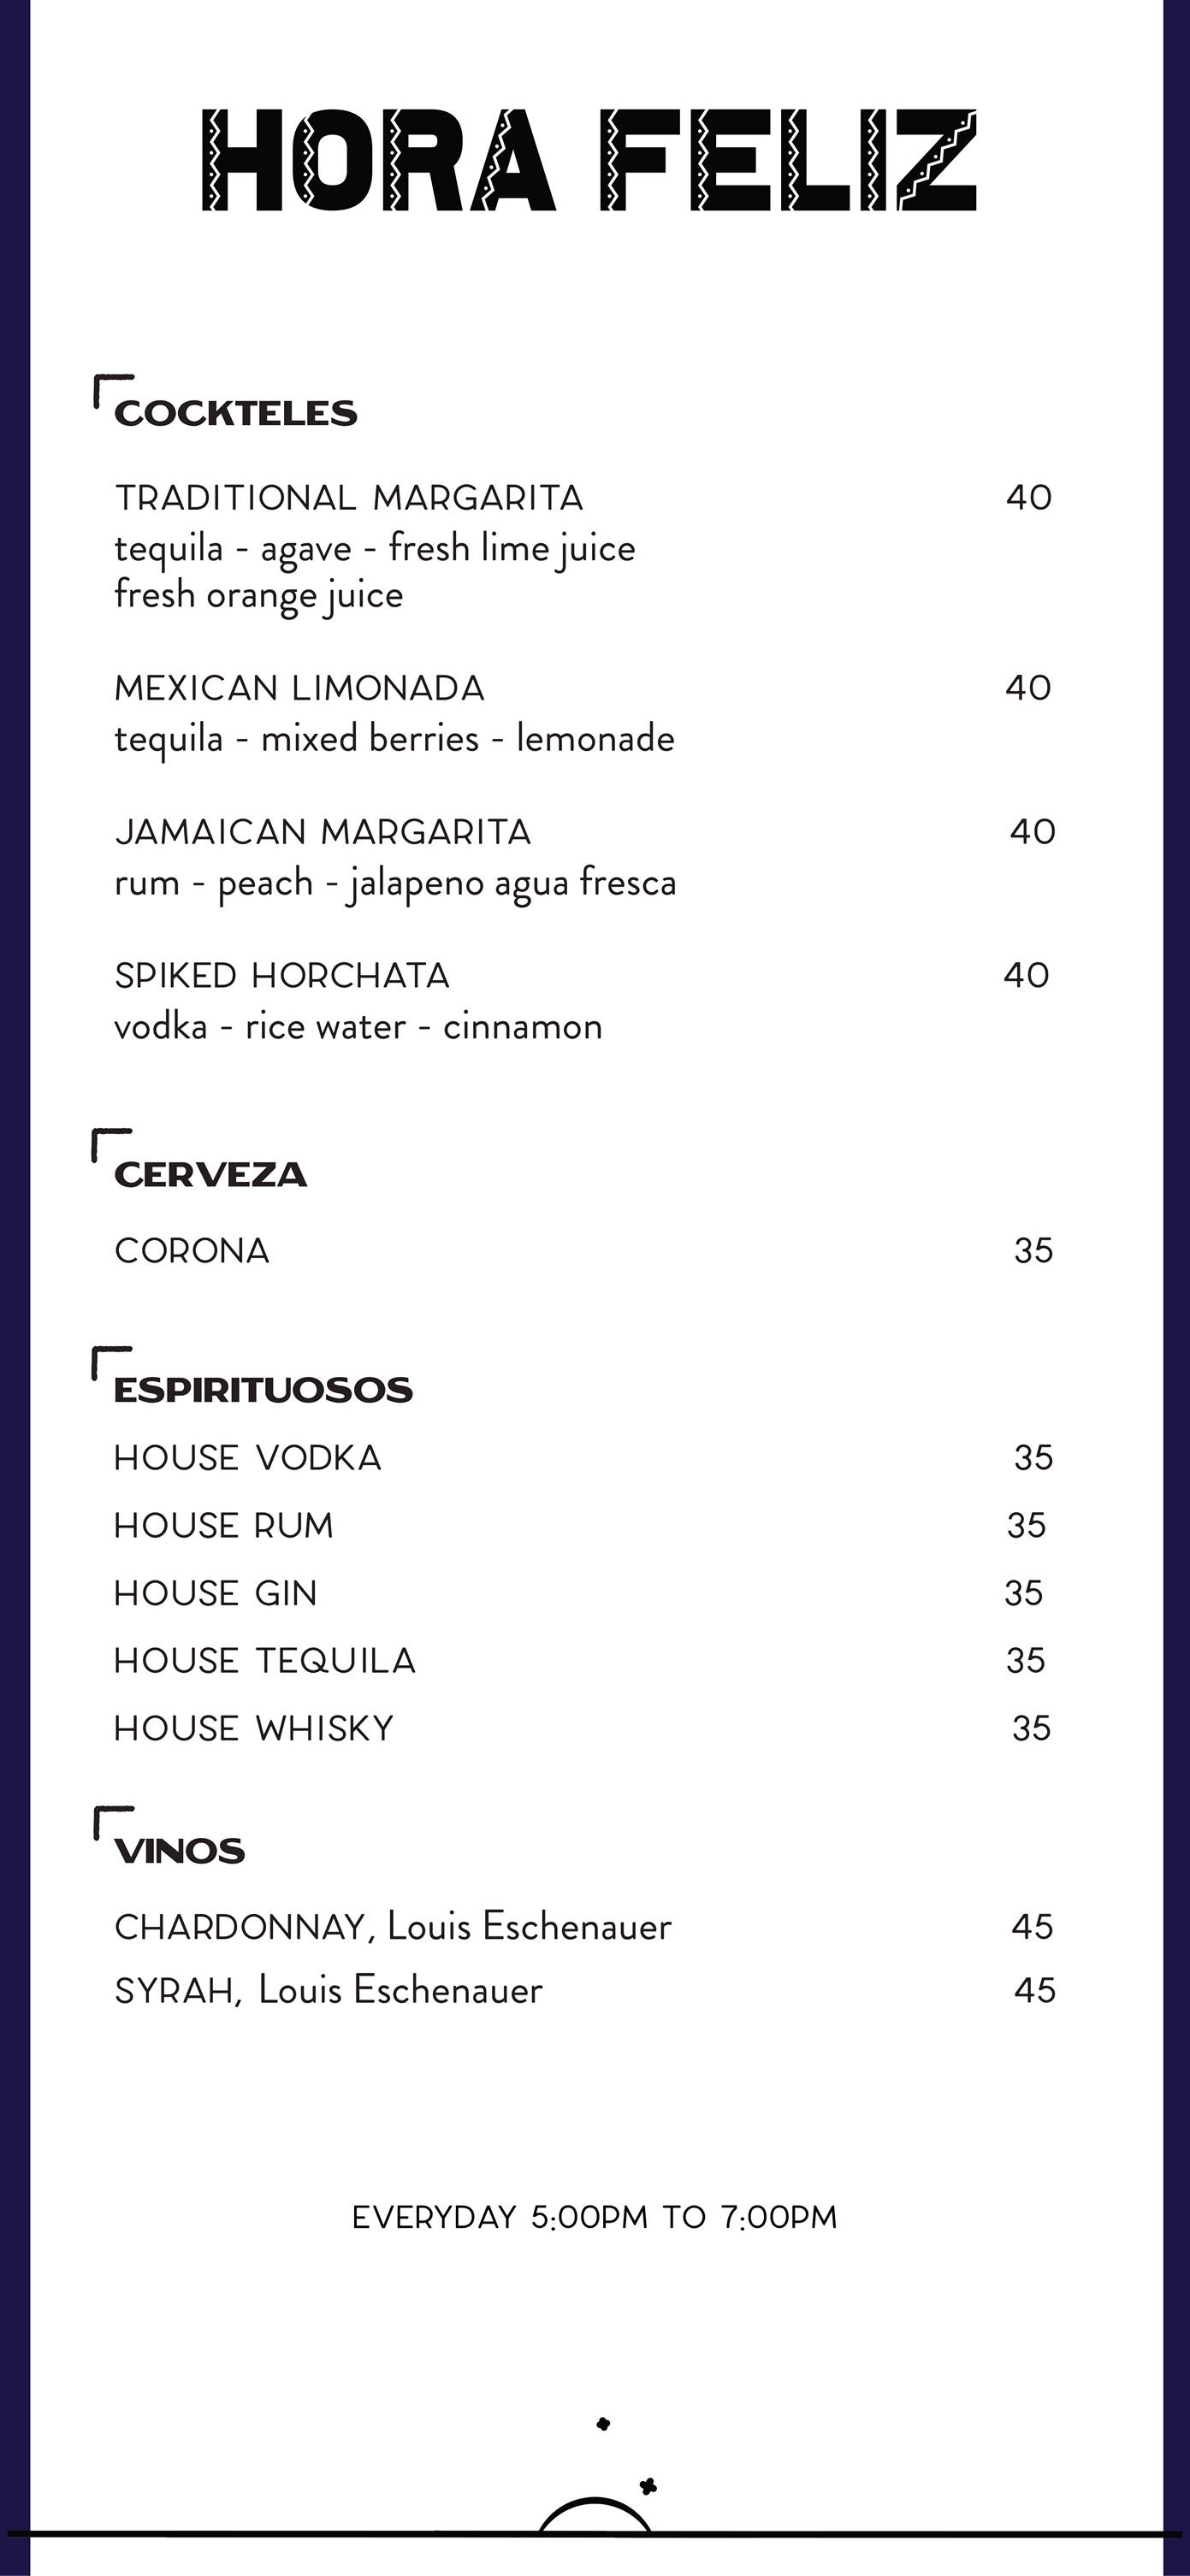 HORA FELIZ
COCKTELES
TRADITIONAL MARGARITA 40
tequila - agave - fresh lime juice
fresh orange juice
MEXICAN LIMONADA 40
tequila - mixed berries - lemonade
JAMAICAN MARGARITA 40
rum - peach - jalapeno agua fresca
SPIKED HORCHATA 40
vodka - rice water - cinnamon
CERVEZA
CORONA 35
ESPIRITUOSOS
HOUSE VODKA 35
HOUSE RUM 35
HOUSE GIN 35
HOUSE TEQUILA 35
HOUSE WHISKY 35
VINOS
CHARDONNAY, Louis Eschenauer 45
SYRAH, Louis Eschenauer 45
EVERYDAY 5:00PM TO 7:00PM